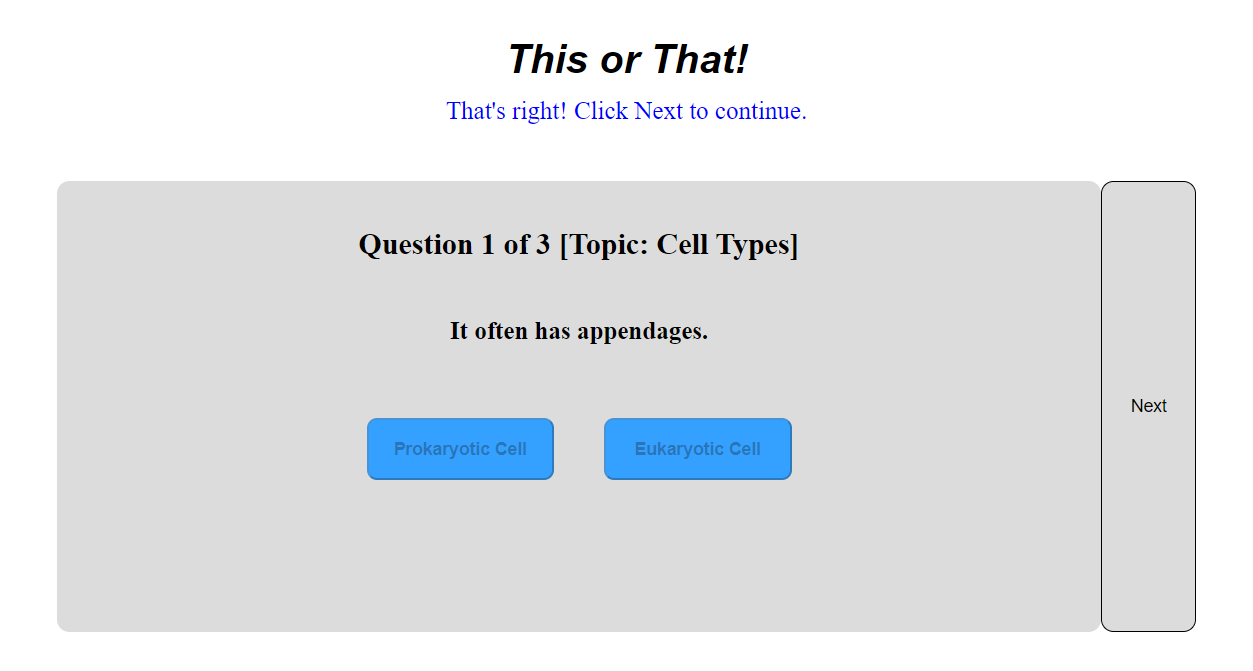 This or That!
That's right! Click Next to continue.
Question 1 of 3 [Topic: Cell Types]
It often has appendages.
Prokaryotic Cell
Eukaryotic Cell
Next